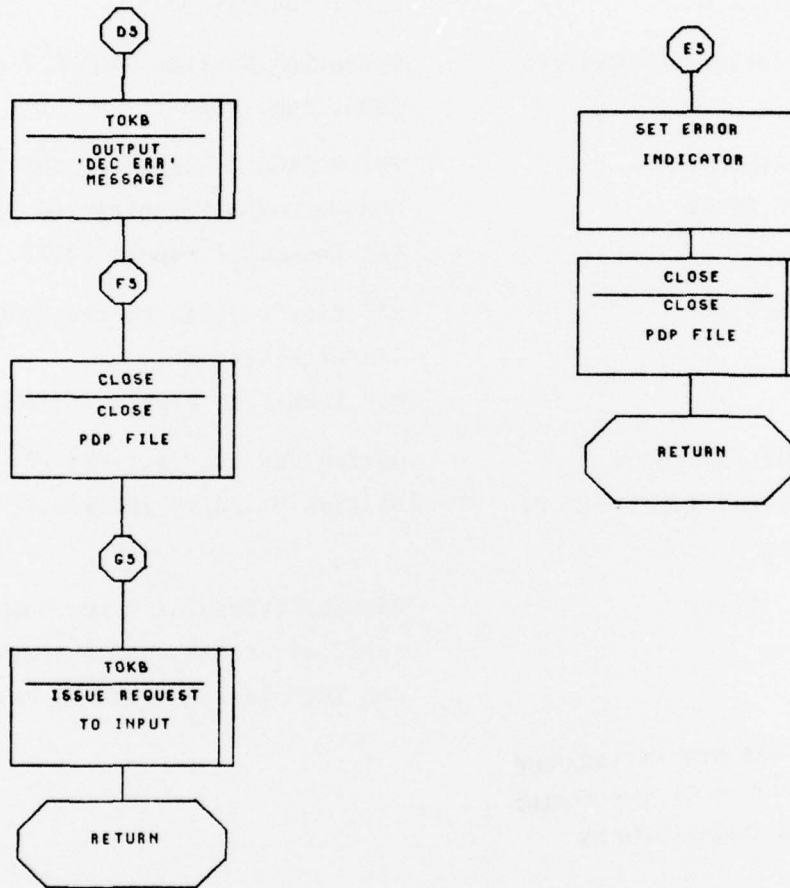 D5
TOKB
OUTPUT
'DEC ERR'
MESSAGE
F5
CLOSE
CLOSE
PDP FILE
G5
TOKB
ISSUE REQUEST
TO INPUT
RETURN
E5
SET ERROR
INDICATOR
CLOSE
CLOSE
PDP FILE
RETURN